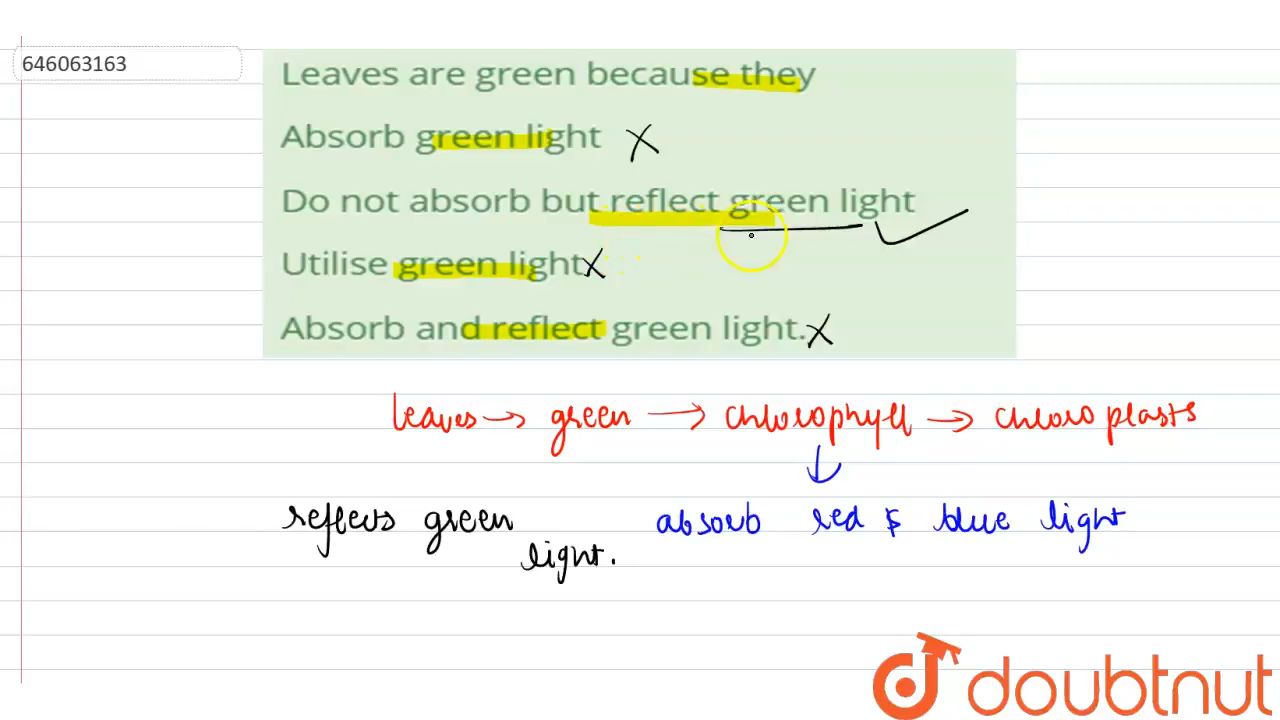 646063163
Leaves are green because they
Absorb green light X
Do not absorb but reflect green light ✓
Utilise green light X
Absorb and reflect green light. X
leaves → green → chlorophyll → chloroplasts
↓
reflects green absorb red & blue light
light.
doubtnut